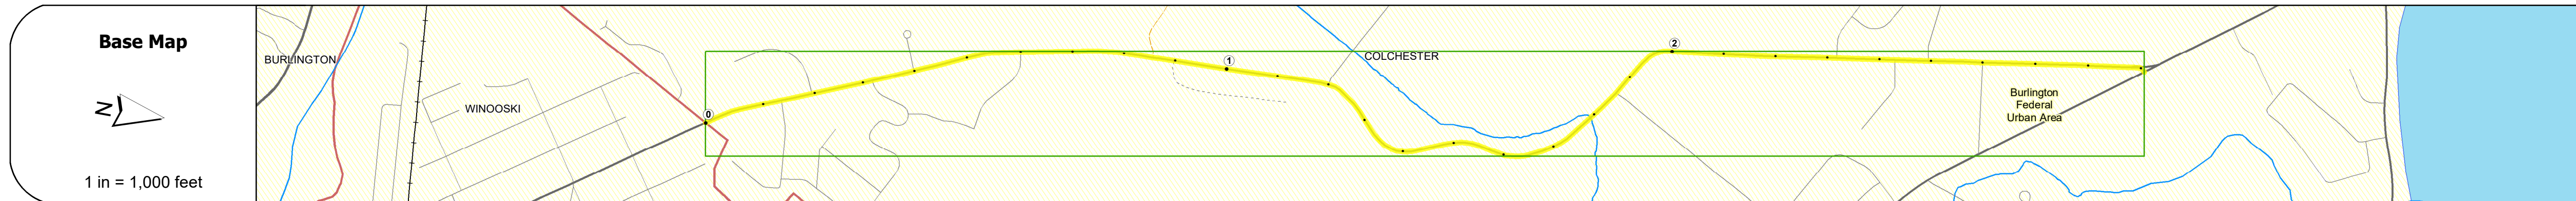 Base Map
N
1 in = 1,000 feet
BURLINGTON
WINOOSKI
0
1
COLCHESTER
2
Burlington
Federal
Urban Area